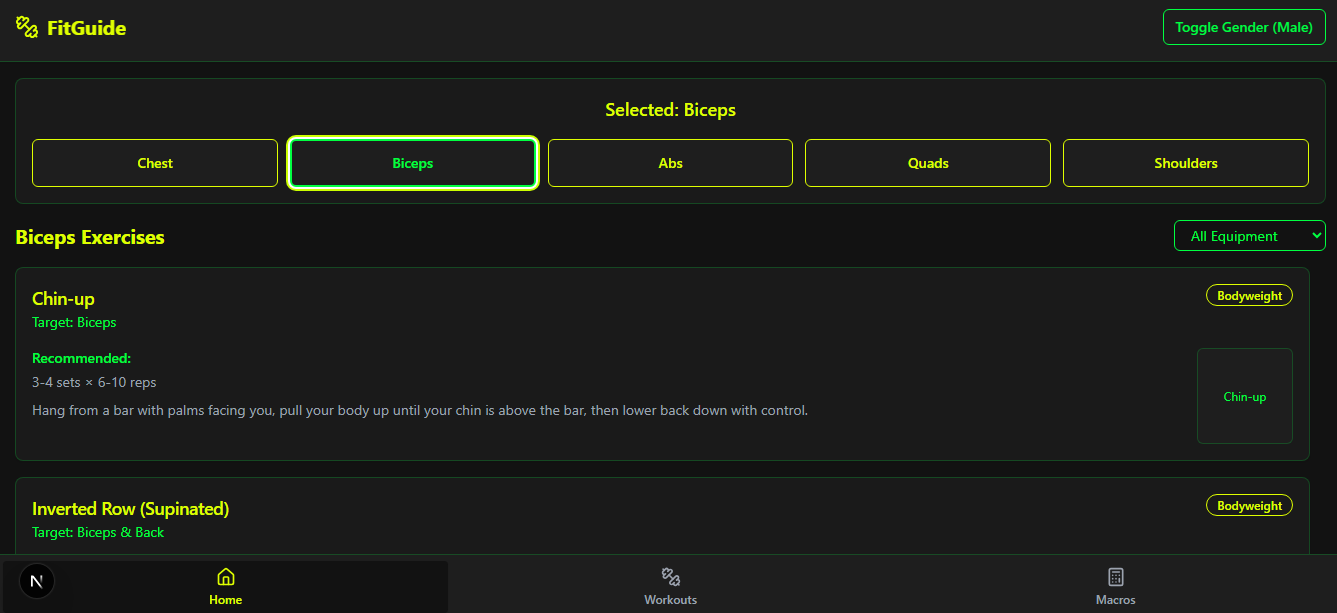 FitGuide
Toggle Gender (Male)
Selected: Biceps
Chest
Biceps
Abs
Quads
Shoulders
Biceps Exercises
All Equipment
Chin-up
Bodyweight
Target: Biceps
Recommended:
3-4 sets × 6-10 reps
Hang from a bar with palms facing you, pull your body up until your chin is above the bar, then lower back down with control.
Chin-up
Inverted Row (Supinated)
Bodyweight
Target: Biceps & Back
N
Home
Workouts
Macros